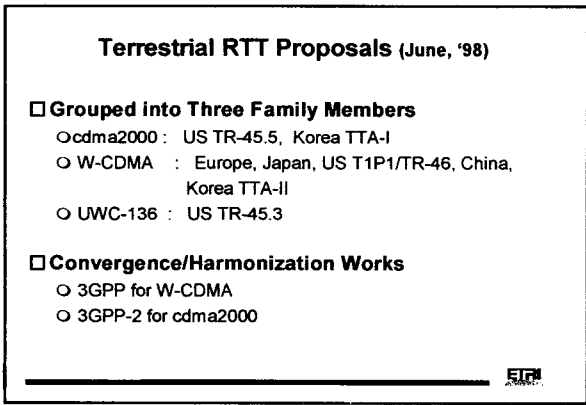 Terrestrial RTT Proposals (June, '98)
Grouped into Three Family Members
cdma2000 : US TR-45.5, Korea TTA-I
W-CDMA : Europe, Japan, US T1P1/TR-46, China,
Korea TTA-II
UWC-136 : US TR-45.3
Convergence/Harmonization Works
3GPP for W-CDMA
3GPP-2 for cdma2000
ETRI